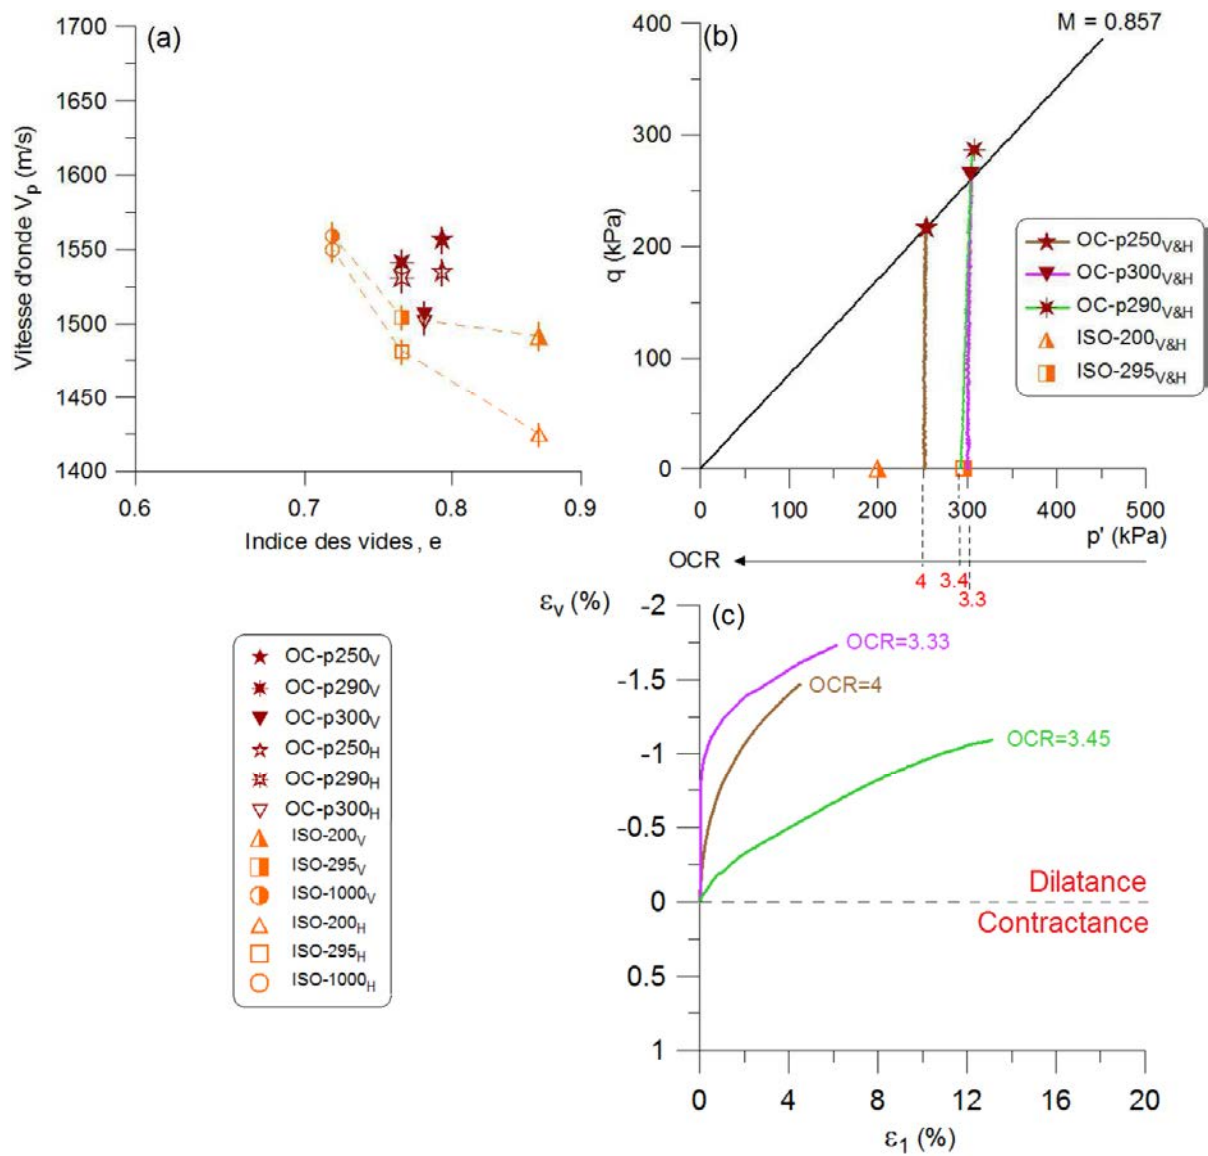 (a)
1700
1650
1600
1550
1500
1450
1400
Vitesse d'onde Vp (m/s)
0.6 0.7 0.8 0.9
Indice des vides, e
(b)
M = 0.857
400
300
200
100
0
q (kPa)
0 100 200 300 400 500
p' (kPa)
OC-p250V&H
OC-p300V&H
OC-p290V&H
ISO-200V&H
ISO-295V&H
OCR
4 3.4
3.3
εv (%)
(c)
-2
-1.5
-1
-0.5
0
0.5
1
OCR=3.33
OCR=4
OCR=3.45
Dilatance
Contractance
0 4 8 12 16 20
ε1 (%)
OC-p250V
OC-p290V
OC-p300V
OC-p250H
OC-p290H
OC-p300H
ISO-200V
ISO-295V
ISO-1000V
ISO-200H
ISO-295H
ISO-1000H